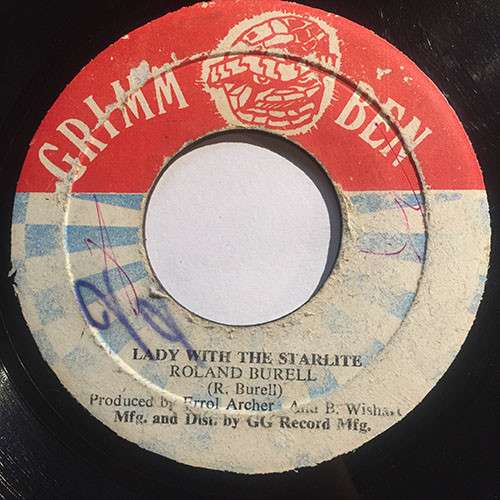 GRIMM BEN
LADY WITH THE STARLITE
ROLAND BURELL
(R. Burell)
Produced by Errol Archer And B. Wishart
Mfg. and Dist. by GG Record Mfg.